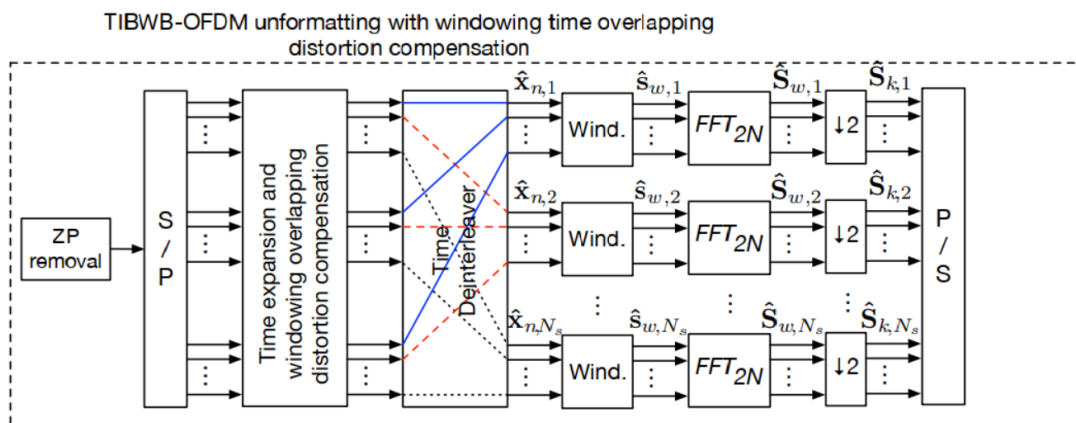 TIBWB-OFDM unformatting with windowing time overlapping
distortion compensation
ZP
removal
S
/
P
Time expansion and
windowing overlapping
distortion compensation
Time
Deinterleaver
x̂n,1
Wind.
ŝw,1
FFT2N
Ŝw,1
↓2
Ŝk,1
x̂n,2
Wind.
ŝw,2
FFT2N
Ŝw,2
↓2
Ŝk,2
x̂n,Ns
Wind.
ŝw,Ns
FFT2N
Ŝw,Ns
↓2
Ŝk,Ns
P
/
S